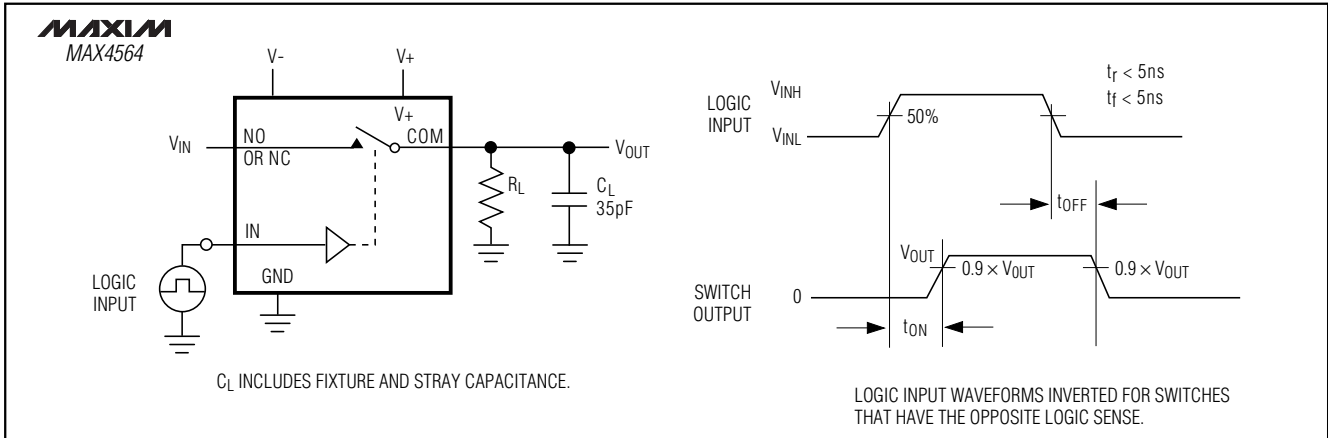 MAXIM
MAX4564
V-
V+
V+
VIN
NO
OR NC
COM
VOUT
RL
CL
35pF
IN
GND
LOGIC
INPUT
CL INCLUDES FIXTURE AND STRAY CAPACITANCE.
LOGIC
INPUT
VINH
VINL
50%
tr < 5ns
tf < 5ns
tOFF
SWITCH
OUTPUT
VOUT
0
0.9 × VOUT
0.9 × VOUT
tON
LOGIC INPUT WAVEFORMS INVERTED FOR SWITCHES
THAT HAVE THE OPPOSITE LOGIC SENSE.